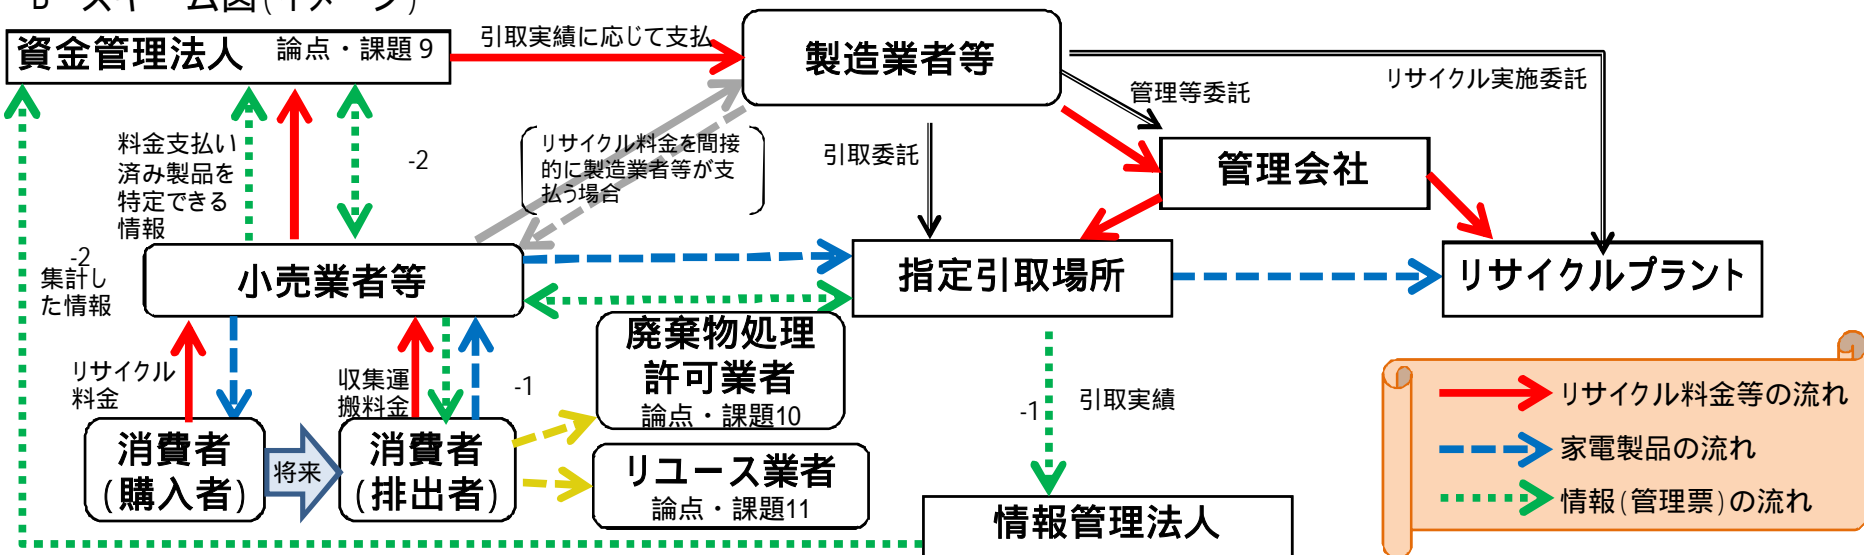 B スキーム図(イメージ)
資金管理法人 論点・課題9
引取実績に応じて支払
製造業者等
リサイクル実施委託
管理等委託
料金支払い
済み製品を
特定できる
情報
-2
リサイクル料金を間接
的に製造業者等が支
払う場合
引取委託
管理会社
-2
集計し
た情報
小売業者等
指定引取場所
リサイクルプラント
リサイクル
料金
収集運
搬料金
-1
廃棄物処理
許可業者
論点・課題10
-1
引取実績
消費者
(購入者)
将来
消費者
(排出者)
リユース業者
論点・課題11
情報管理法人
リサイクル料金等の流れ
家電製品の流れ
情報(管理票)の流れ